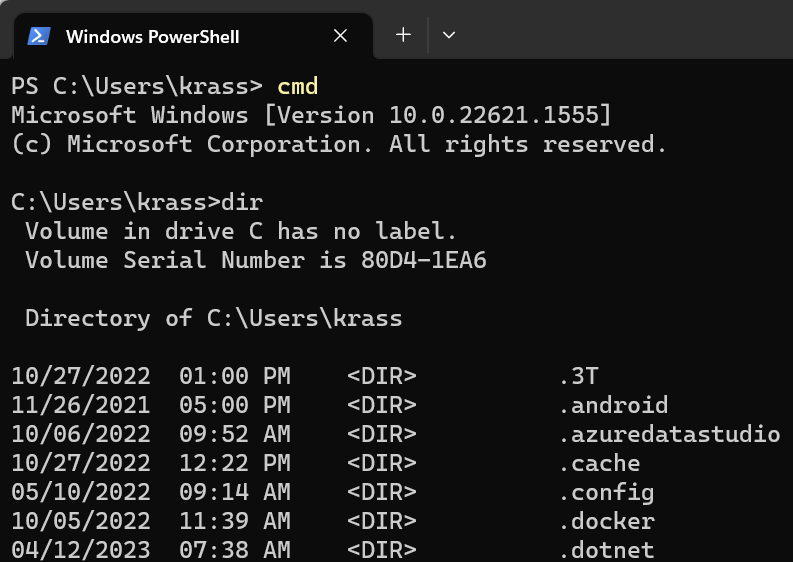 Windows PowerShell
PS C:\Users\krass> cmd
Microsoft Windows [Version 10.0.22621.1555]
(c) Microsoft Corporation. All rights reserved.
C:\Users\krass>dir
 Volume in drive C has no label.
 Volume Serial Number is 80D4-1EA6
 Directory of C:\Users\krass
10/27/2022  01:00 PM    <DIR>          .3T
11/26/2021  05:00 PM    <DIR>          .android
10/06/2022  09:52 AM    <DIR>          .azuredatastudio
10/27/2022  12:22 PM    <DIR>          .cache
05/10/2022  09:14 AM    <DIR>          .config
10/05/2022  11:39 AM    <DIR>          .docker
04/12/2023  07:38 AM    <DIR>          .dotnet